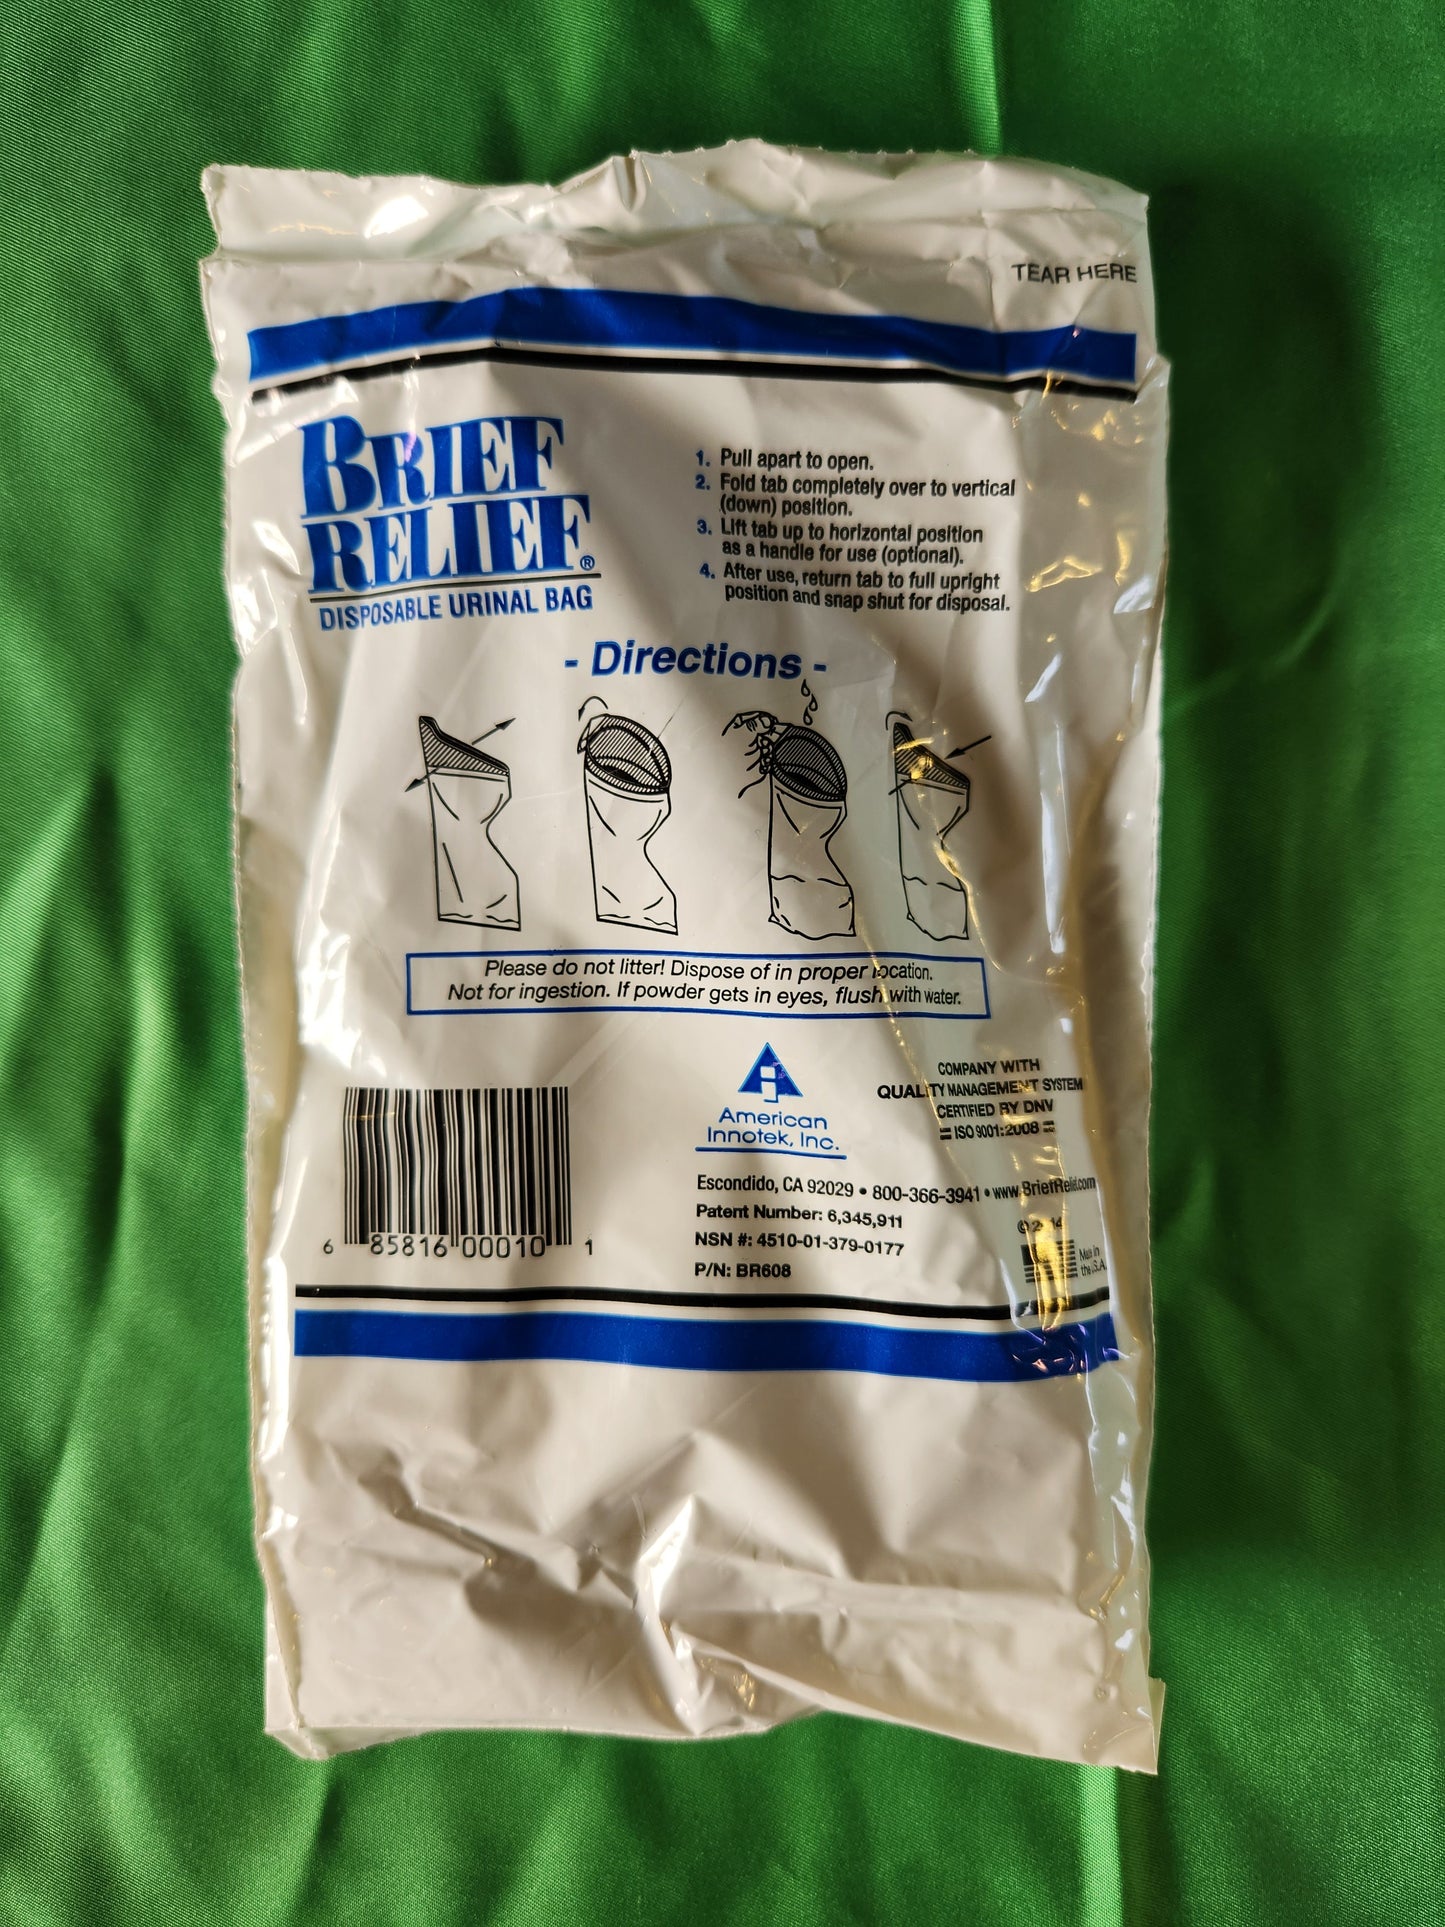 TEAR HERE
BRIEF
RELIEF®
DISPOSABLE URINAL BAG
1. Pull apart to open.
2. Fold tab completely over to vertical
(down) position.
3. Lift tab up to horizontal position
as a handle for use (optional).
4. After use, return tab to full upright
position and snap shut for disposal.
- Directions -
Please do not litter! Dispose of in proper location.
Not for ingestion. If powder gets in eyes, flush with water.
American
Innotek, Inc.
COMPANY WITH
QUALITY MANAGEMENT SYSTEM
CERTIFIED BY DNV
= ISO 9001:2008 =
Escondido, CA 92029 • 800-366-3941 • www.BriefRelief.com
Patent Number: 6,345,911
NSN #: 4510-01-379-0177
P/N: BR608
©
Made in
the U.S.A.
6 85816 00010 1